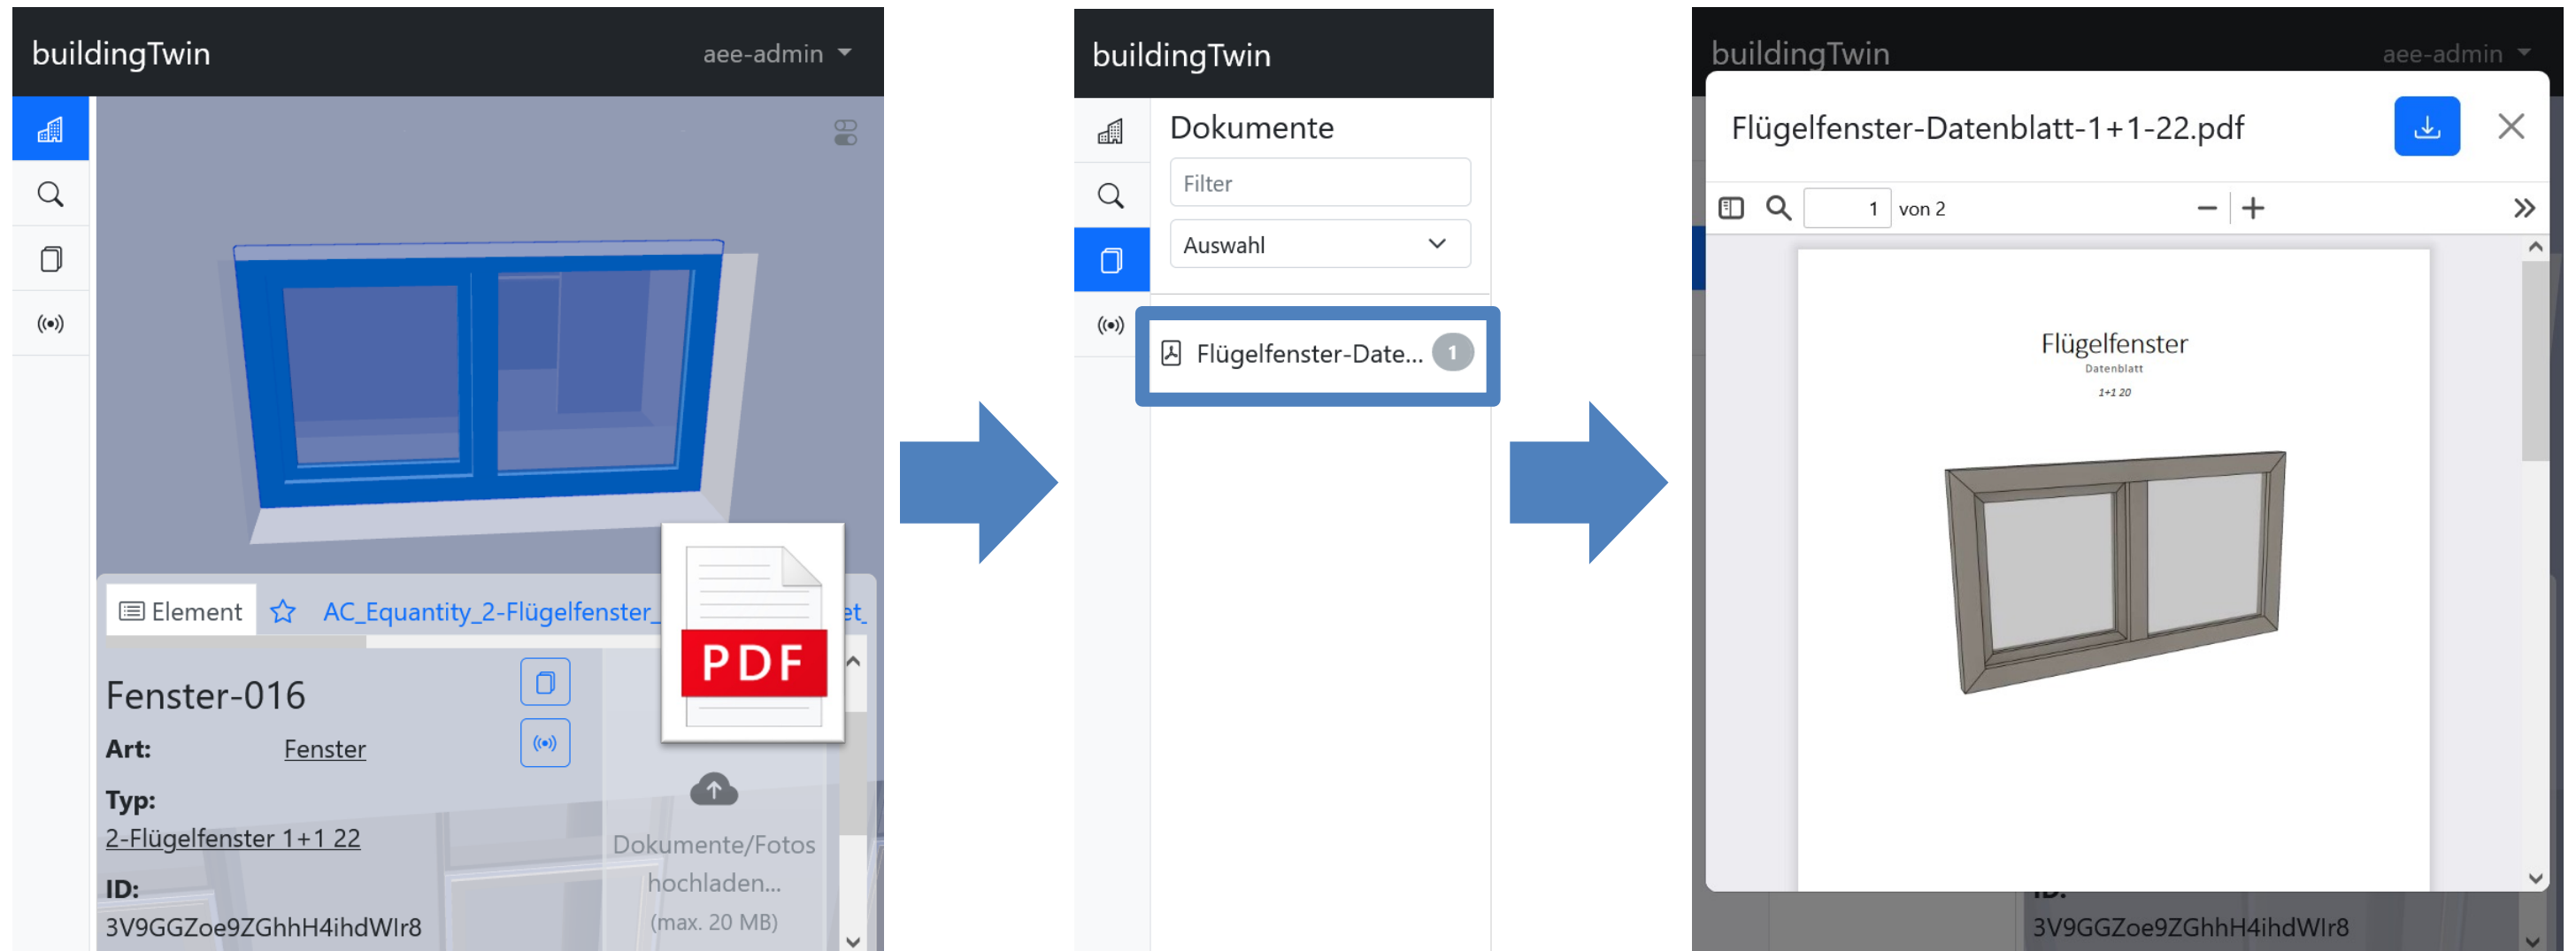 buildingTwin
aee-admin
Element
AC_Equantity_2-Flügelfenster_
et_
PDF
Fenster-016
Art: Fenster
Typ:
2-Flügelfenster 1+1 22
ID:
3V9GGZoe9ZGhhH4ihdWIr8
Dokumente/Fotos
hochladen...
(max. 20 MB)
buildingTwin
Dokumente
Filter
Auswahl
Flügelfenster-Date... 1
buildingTwin
aee-admin
Flügelfenster-Datenblatt-1+1-22.pdf
1 von 2
Flügelfenster
Datenblatt
1+1 20
ID:
3V9GGZoe9ZGhhH4ihdWIr8